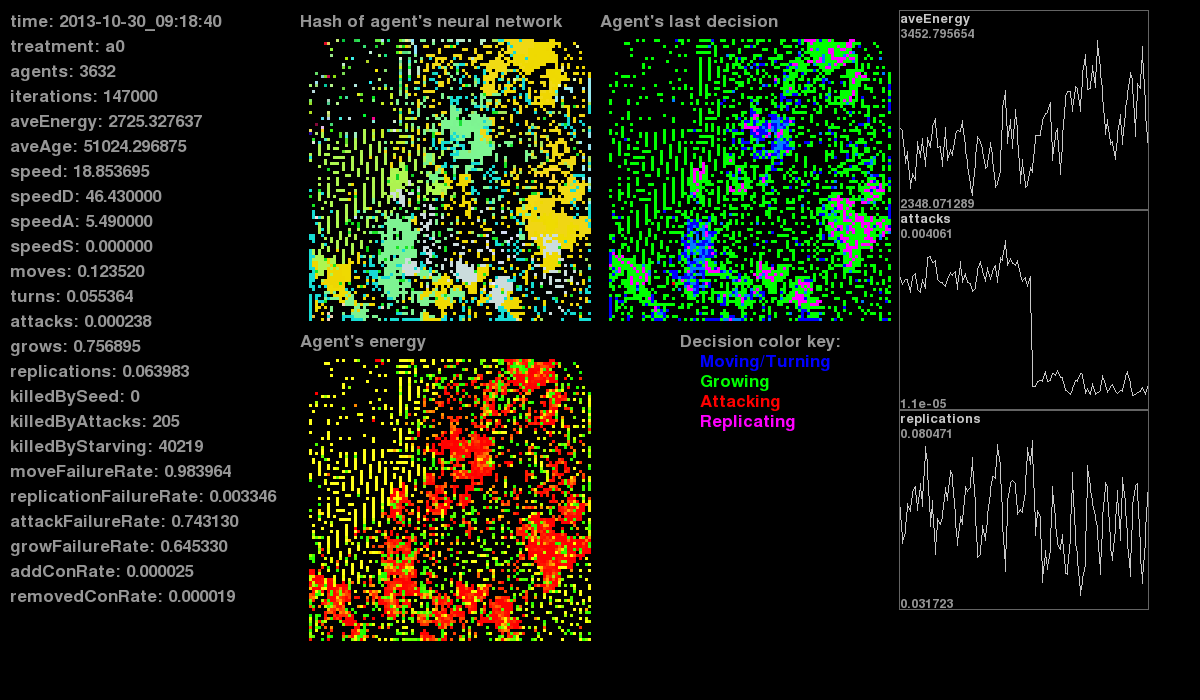 time: 2013-10-30_09:18:40
treatment: a0
agents: 3632
iterations: 147000
aveEnergy: 2725.327637
aveAge: 51024.296875
speed: 18.853695
speedD: 46.430000
speedA: 5.490000
speedS: 0.000000
moves: 0.123520
turns: 0.055364
attacks: 0.000238
grows: 0.756895
replications: 0.063983
killedBySeed: 0
killedByAttacks: 205
killedByStarving: 40219
moveFailureRate: 0.983964
replicationFailureRate: 0.003346
attackFailureRate: 0.743130
growFailureRate: 0.645330
addConRate: 0.000025
removedConRate: 0.000019
Hash of agent's neural network
Agent's last decision
Agent's energy
Decision color key:
Moving/Turning
Growing
Attacking
Replicating
aveEnergy
3452.795654
2348.071289
attacks
0.004061
1.1e-05
replications
0.080471
0.031723